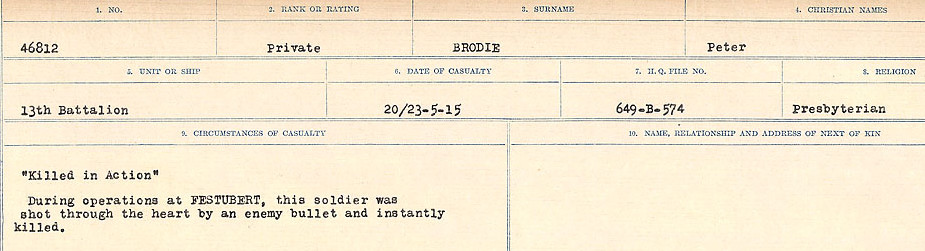 1. NO. 2. RANK OR RATING 3. SURNAME 4. CHRISTIAN NAMES
46812 Private BRODIE Peter
5. UNIT OR SHIP 6. DATE OF CASUALTY 7. H.Q. FILE NO. 8. RELIGION
13th Battalion 20/23-5-15 649-B-574 Presbyterian
9. CIRCUMSTANCES OF CASUALTY 10. NAME, RELATIONSHIP AND ADDRESS OF NEXT OF KIN
"Killed in Action"
During operations at FESTUBERT, this soldier was
shot through the heart by an enemy bullet and instantly
killed.